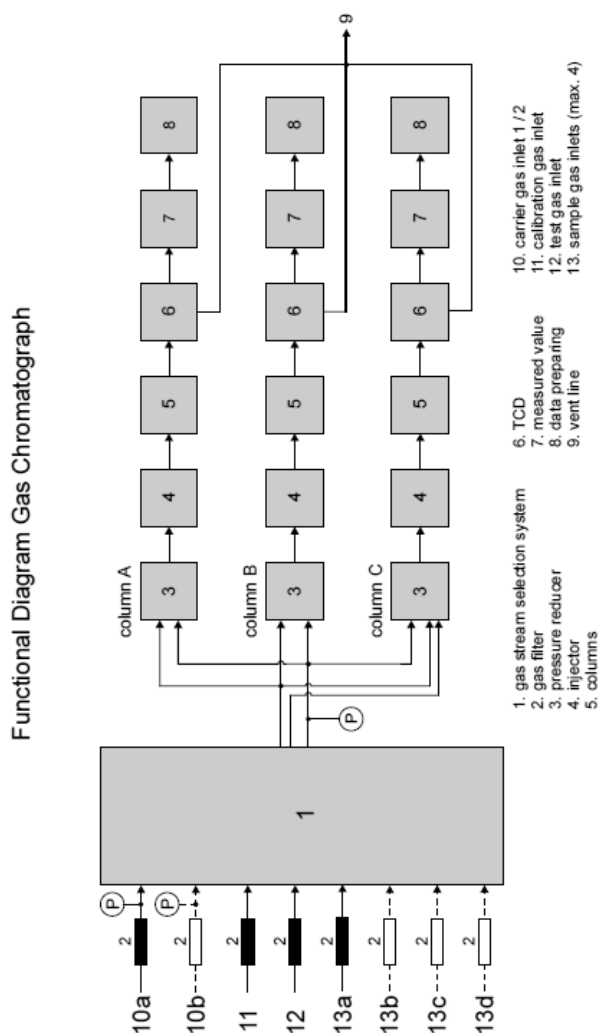 Functional Diagram Gas Chromatograph
10a
10b
11
12
13a
13b
13c
13d
2
2
2
2
2
2
2
2
P
P
1
P
column A
3
4
5
6
7
8
column B
3
4
5
6
7
8
column C
3
4
5
6
7
8
9
1. gas stream selection system
2. gas filter
3. pressure reducer
4. injector
5. columns
6. TCD
7. measured value
8. data preparing
9. vent line
10. carrier gas inlet 1 / 2
11. calibration gas inlet
12. test gas inlet
13. sample gas inlets (max. 4)